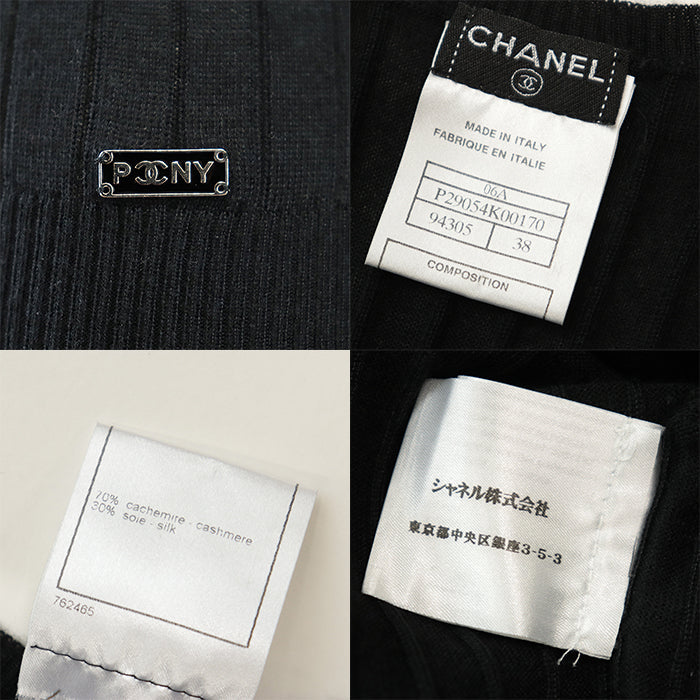 P CC NY
CHANEL
MADE IN ITALY
FABRIQUE EN ITALIE
06A
P29054K00170
94305 38
COMPOSITION
70% cachemire - cashmere
30% soie - silk
762465
シャネル株式会社
東京都中央区銀座3-5-3